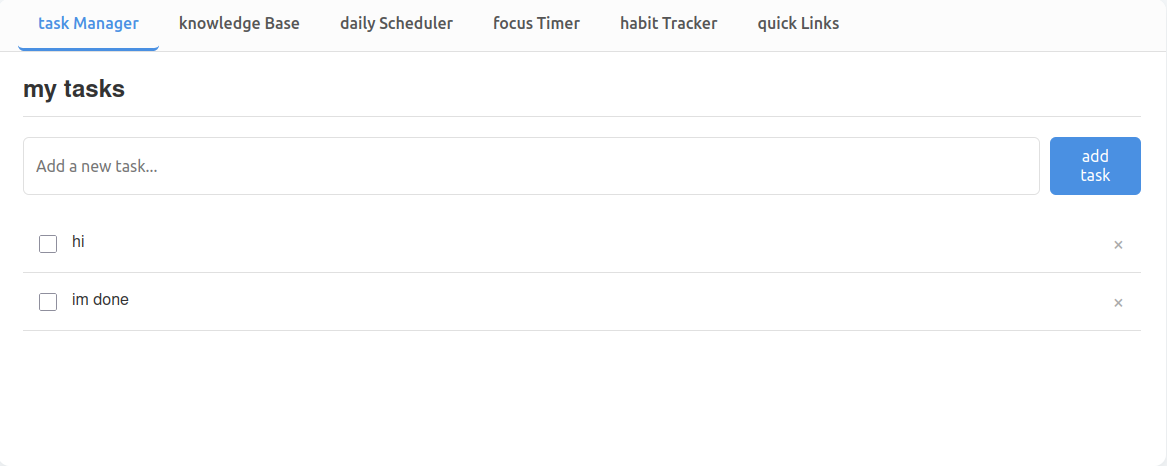 task Manager knowledge Base daily Scheduler focus Timer habit Tracker quick Links
my tasks
Add a new task...
add
task
hi ×
im done ×